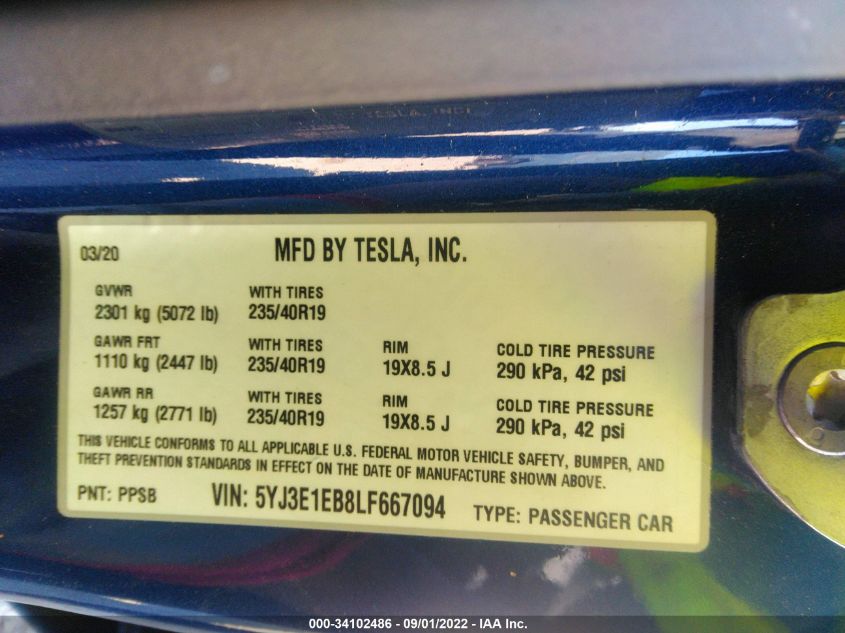 TESLA, INC.
03/20 MFD BY TESLA, INC.
GVWR WITH TIRES
2301 kg (5072 lb) 235/40R19
GAWR FRT WITH TIRES RIM COLD TIRE PRESSURE
1110 kg (2447 lb) 235/40R19 19X8.5 J 290 kPa, 42 psi
GAWR RR WITH TIRES RIM COLD TIRE PRESSURE
1257 kg (2771 lb) 235/40R19 19X8.5 J 290 kPa, 42 psi
THIS VEHICLE CONFORMS TO ALL APPLICABLE U.S. FEDERAL MOTOR VEHICLE SAFETY, BUMPER, AND
THEFT PREVENTION STANDARDS IN EFFECT ON THE DATE OF MANUFACTURE SHOWN ABOVE.
PNT: PPSB VIN: 5YJ3E1EB8LF667094 TYPE: PASSENGER CAR
000-34102486 - 09/01/2022 - IAA Inc.